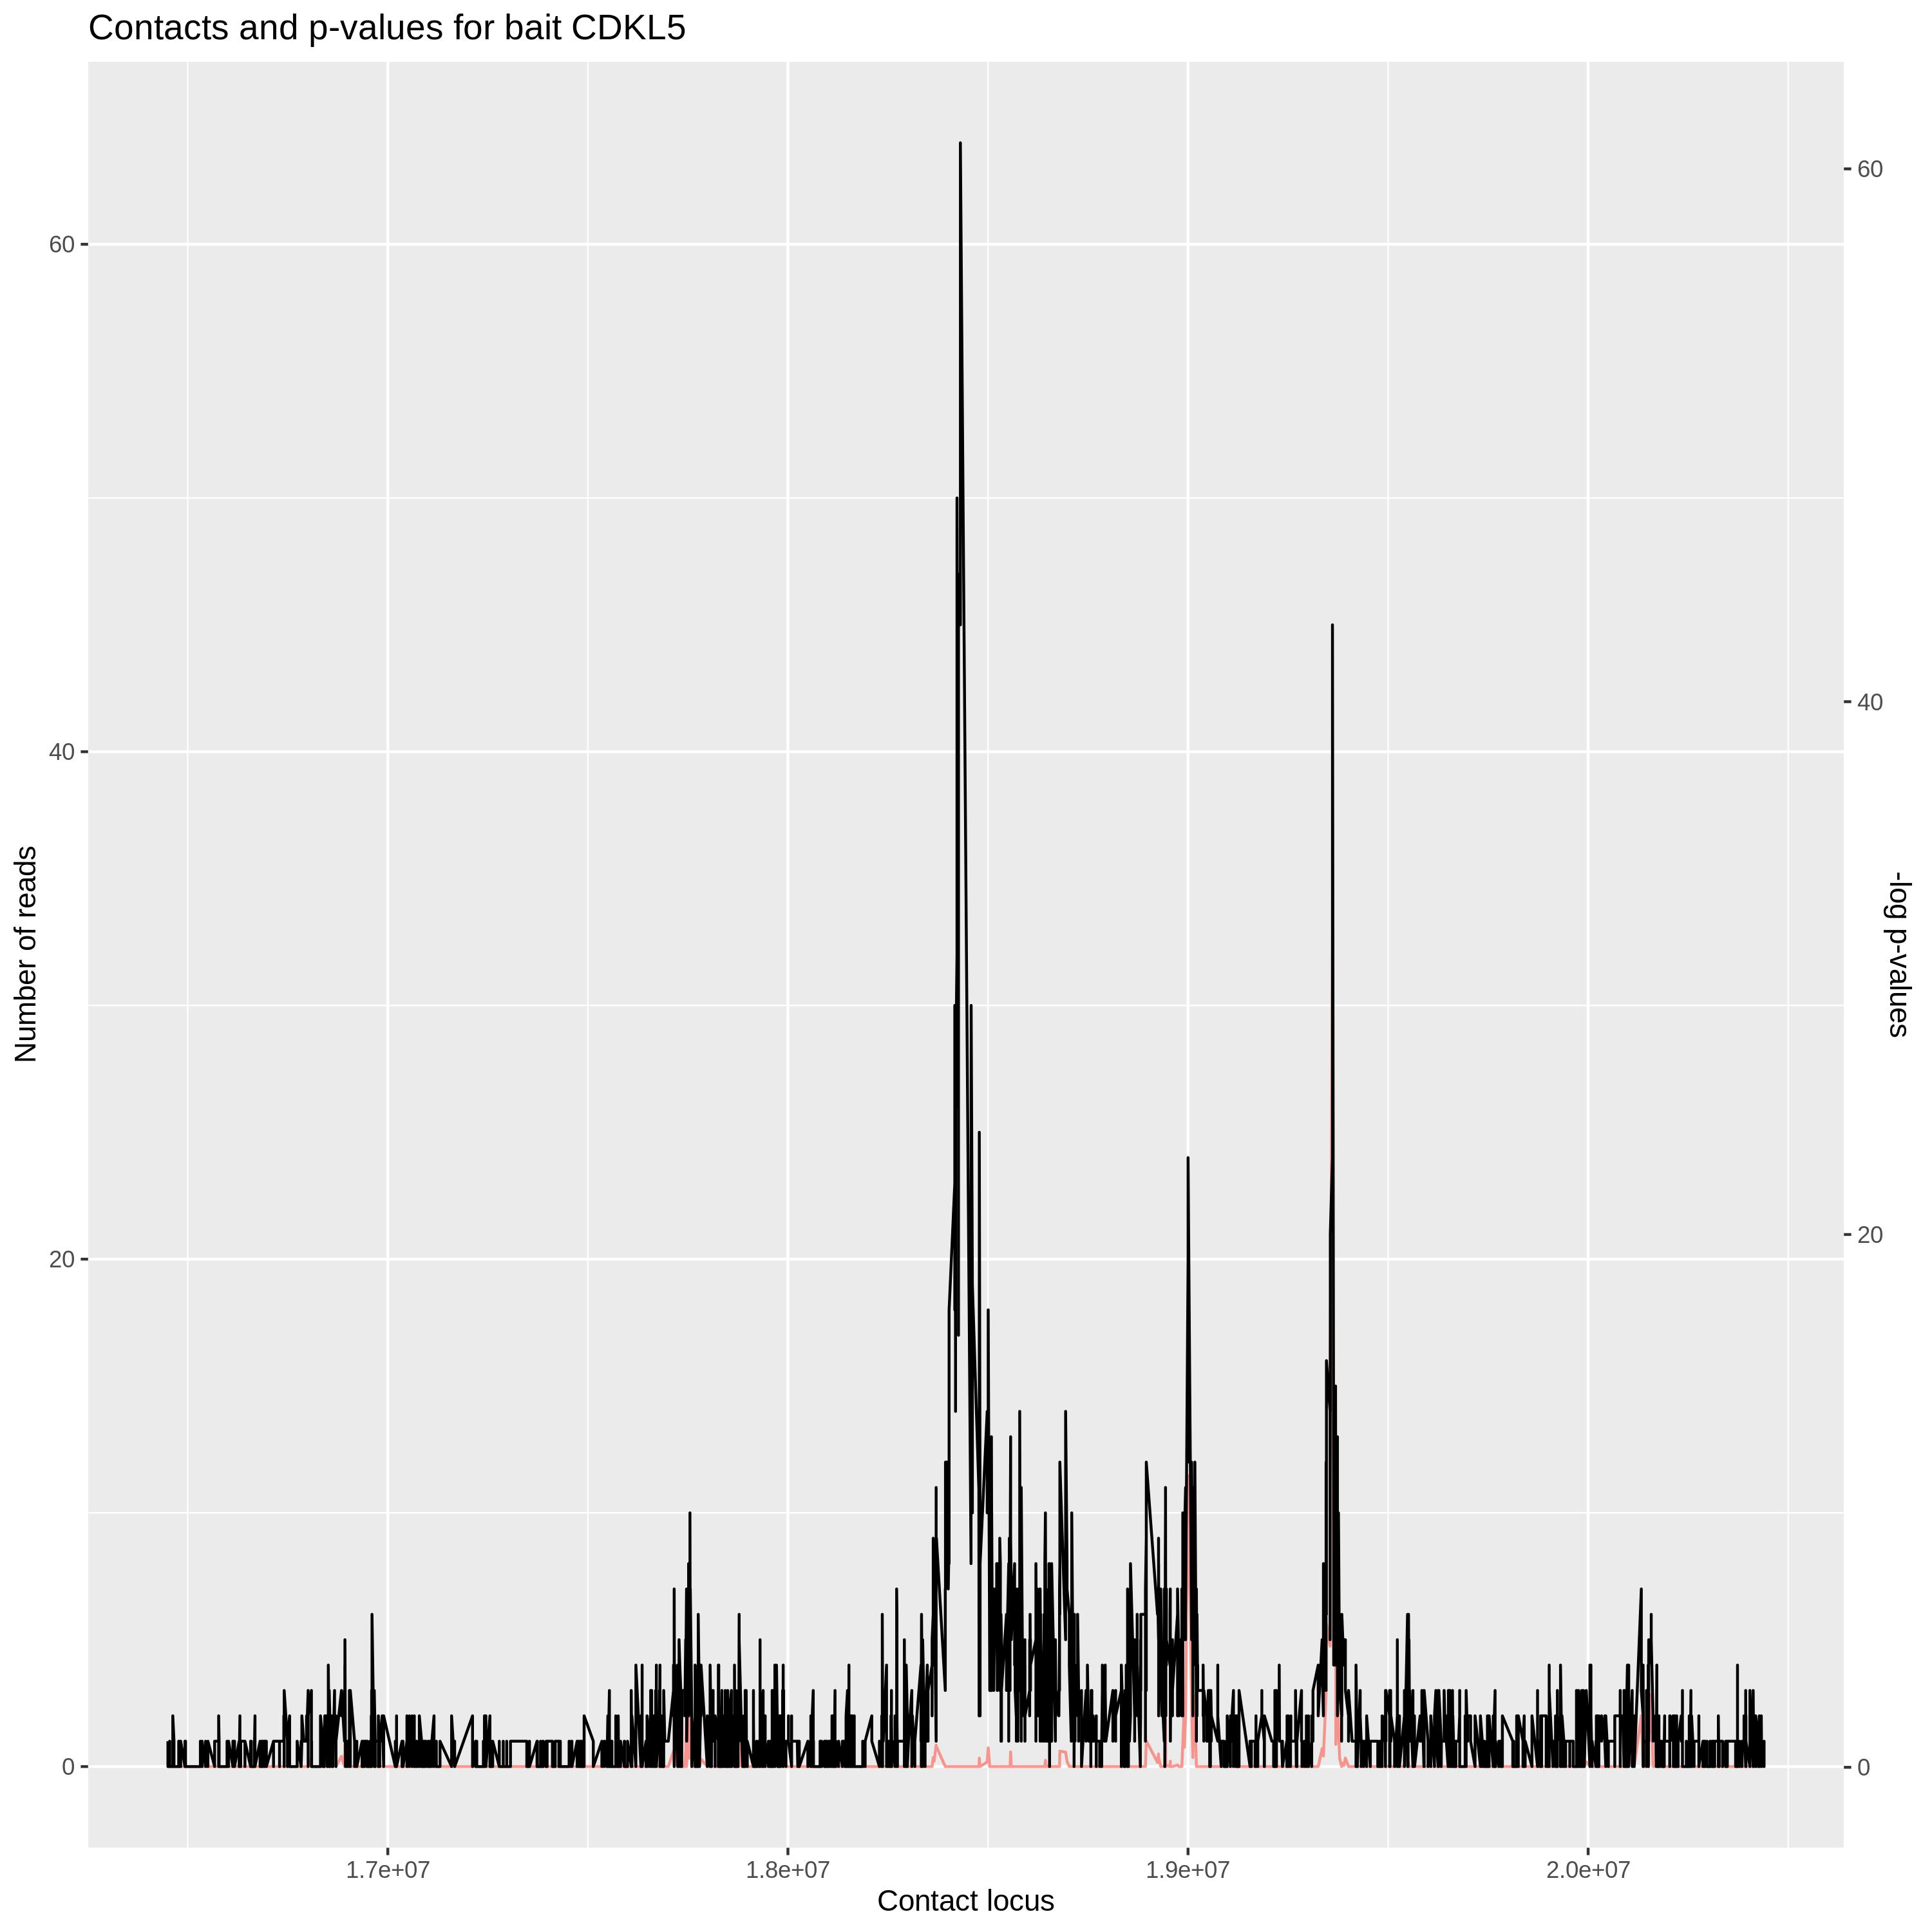 Contacts and p-values for bait CDKL5
60
40
20
0
Number of reads
60
40
20
0
-log p-values
1.7e+07
1.8e+07
1.9e+07
2.0e+07
Contact locus